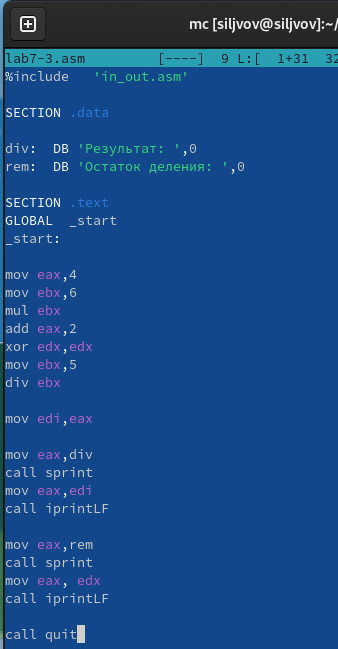 mc [siljvov@siljvov]:~/
lab7-3.asm [----] 9 L:[ 1+31 32
%include 'in_out.asm'
SECTION .data
div: DB 'Результат: ',0
rem: DB 'Остаток деления: ',0
SECTION .text
GLOBAL _start
_start:
mov eax,4
mov ebx,6
mul ebx
add eax,2
xor edx,edx
mov ebx,5
div ebx
mov edi,eax
mov eax,div
call sprint
mov eax,edi
call iprintLF
mov eax,rem
call sprint
mov eax, edx
call iprintLF
call quit